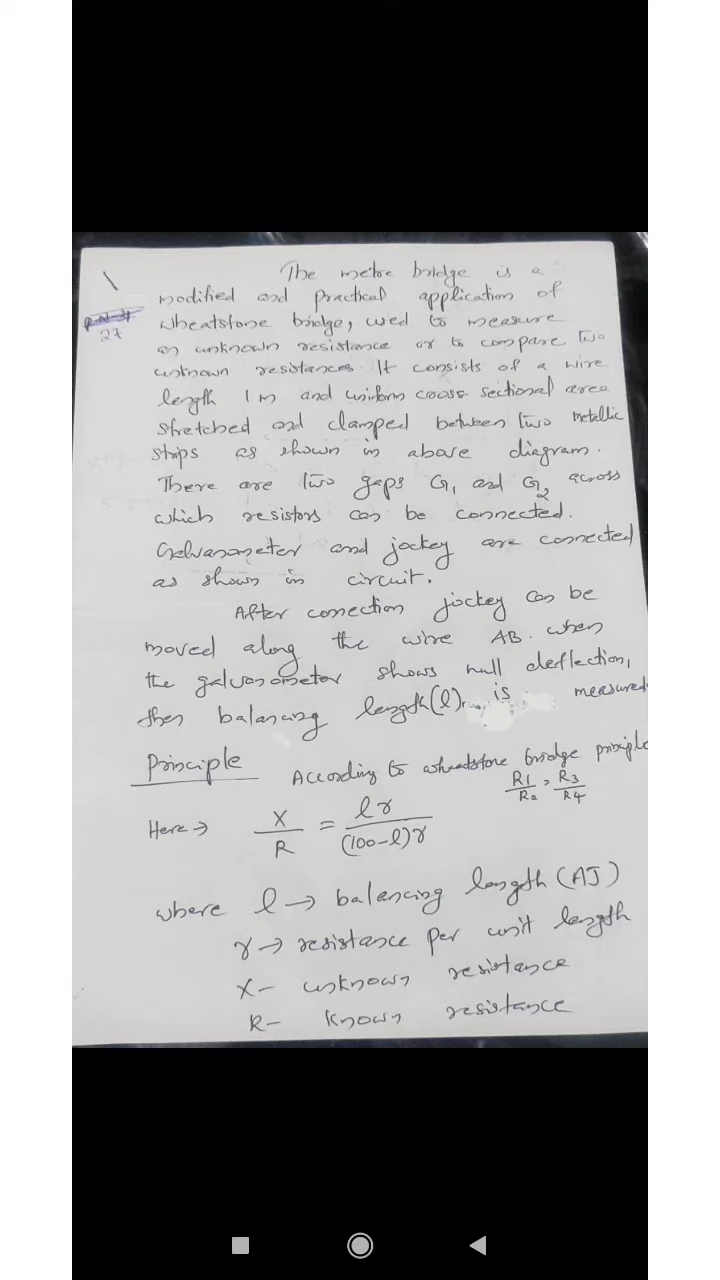 The metre bridge is a
modified and practical application of
27
wheatstone bridge, used to measure
an unknown resistance or to compare two
unknown resistances. It consists of a wire
length 1m and uniform cross sectional area
stretched and clamped between two metallic
strips as shown in above diagram.
There are two gaps G1 and G2 across
which resistors can be connected.
Galvanometer and jockey are connected
as shown in circuit.
After connection jockey can be
moved along the wire AB. when
the galvanometer shows null deflection,
then balancing length(l) is measured
Principle According to wheatstone bridge principle
R1/R2 = R3/R4
Here → X/R = lr/(100-l)r
where l → balancing length (AJ)
r → resistance per unit length
X - unknown resistance
R - known resistance